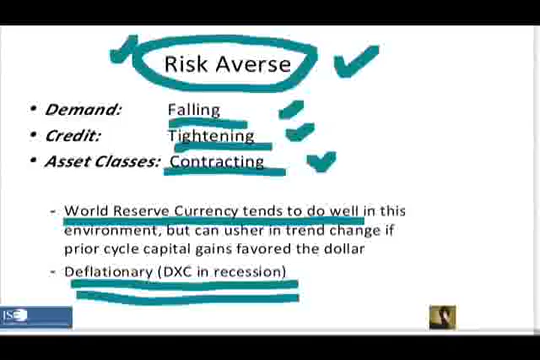 Risk Averse
• Demand: Falling
• Credit: Tightening
• Asset Classes: Contracting
- World Reserve Currency tends to do well in this
environment, but can usher in trend change if
prior cycle capital gains favored the dollar
- Deflationary (DXC in recession)